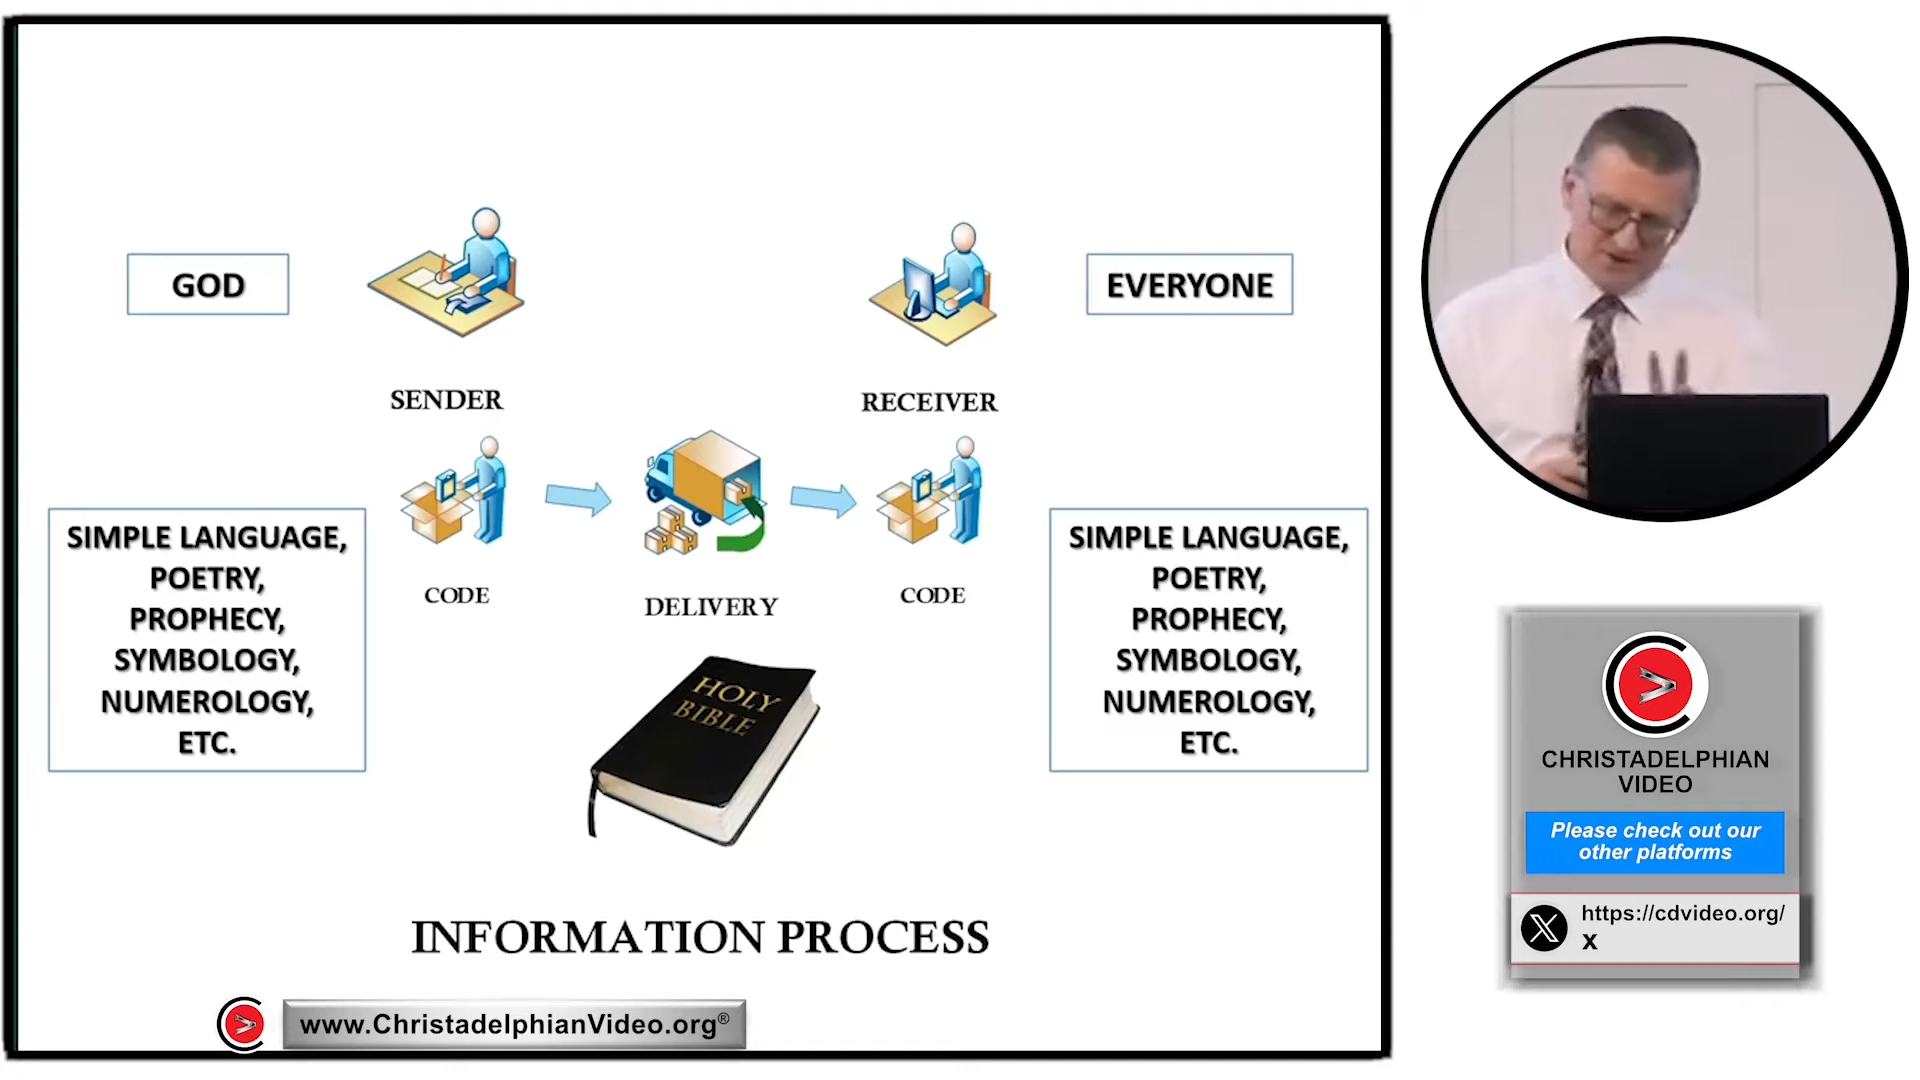 GOD
SENDER
RECEIVER
EVERYONE
SIMPLE LANGUAGE,
POETRY,
PROPHECY,
SYMBOLOGY,
NUMEROLOGY,
ETC.
CODE
DELIVERY
CODE
SIMPLE LANGUAGE,
POETRY,
PROPHECY,
SYMBOLOGY,
NUMEROLOGY,
ETC.
HOLY
BIBLE
INFORMATION PROCESS
www.ChristadelphianVideo.org®
CHRISTADELPHIAN
VIDEO
Please check out our
other platforms
https://cdvideo.org/
x